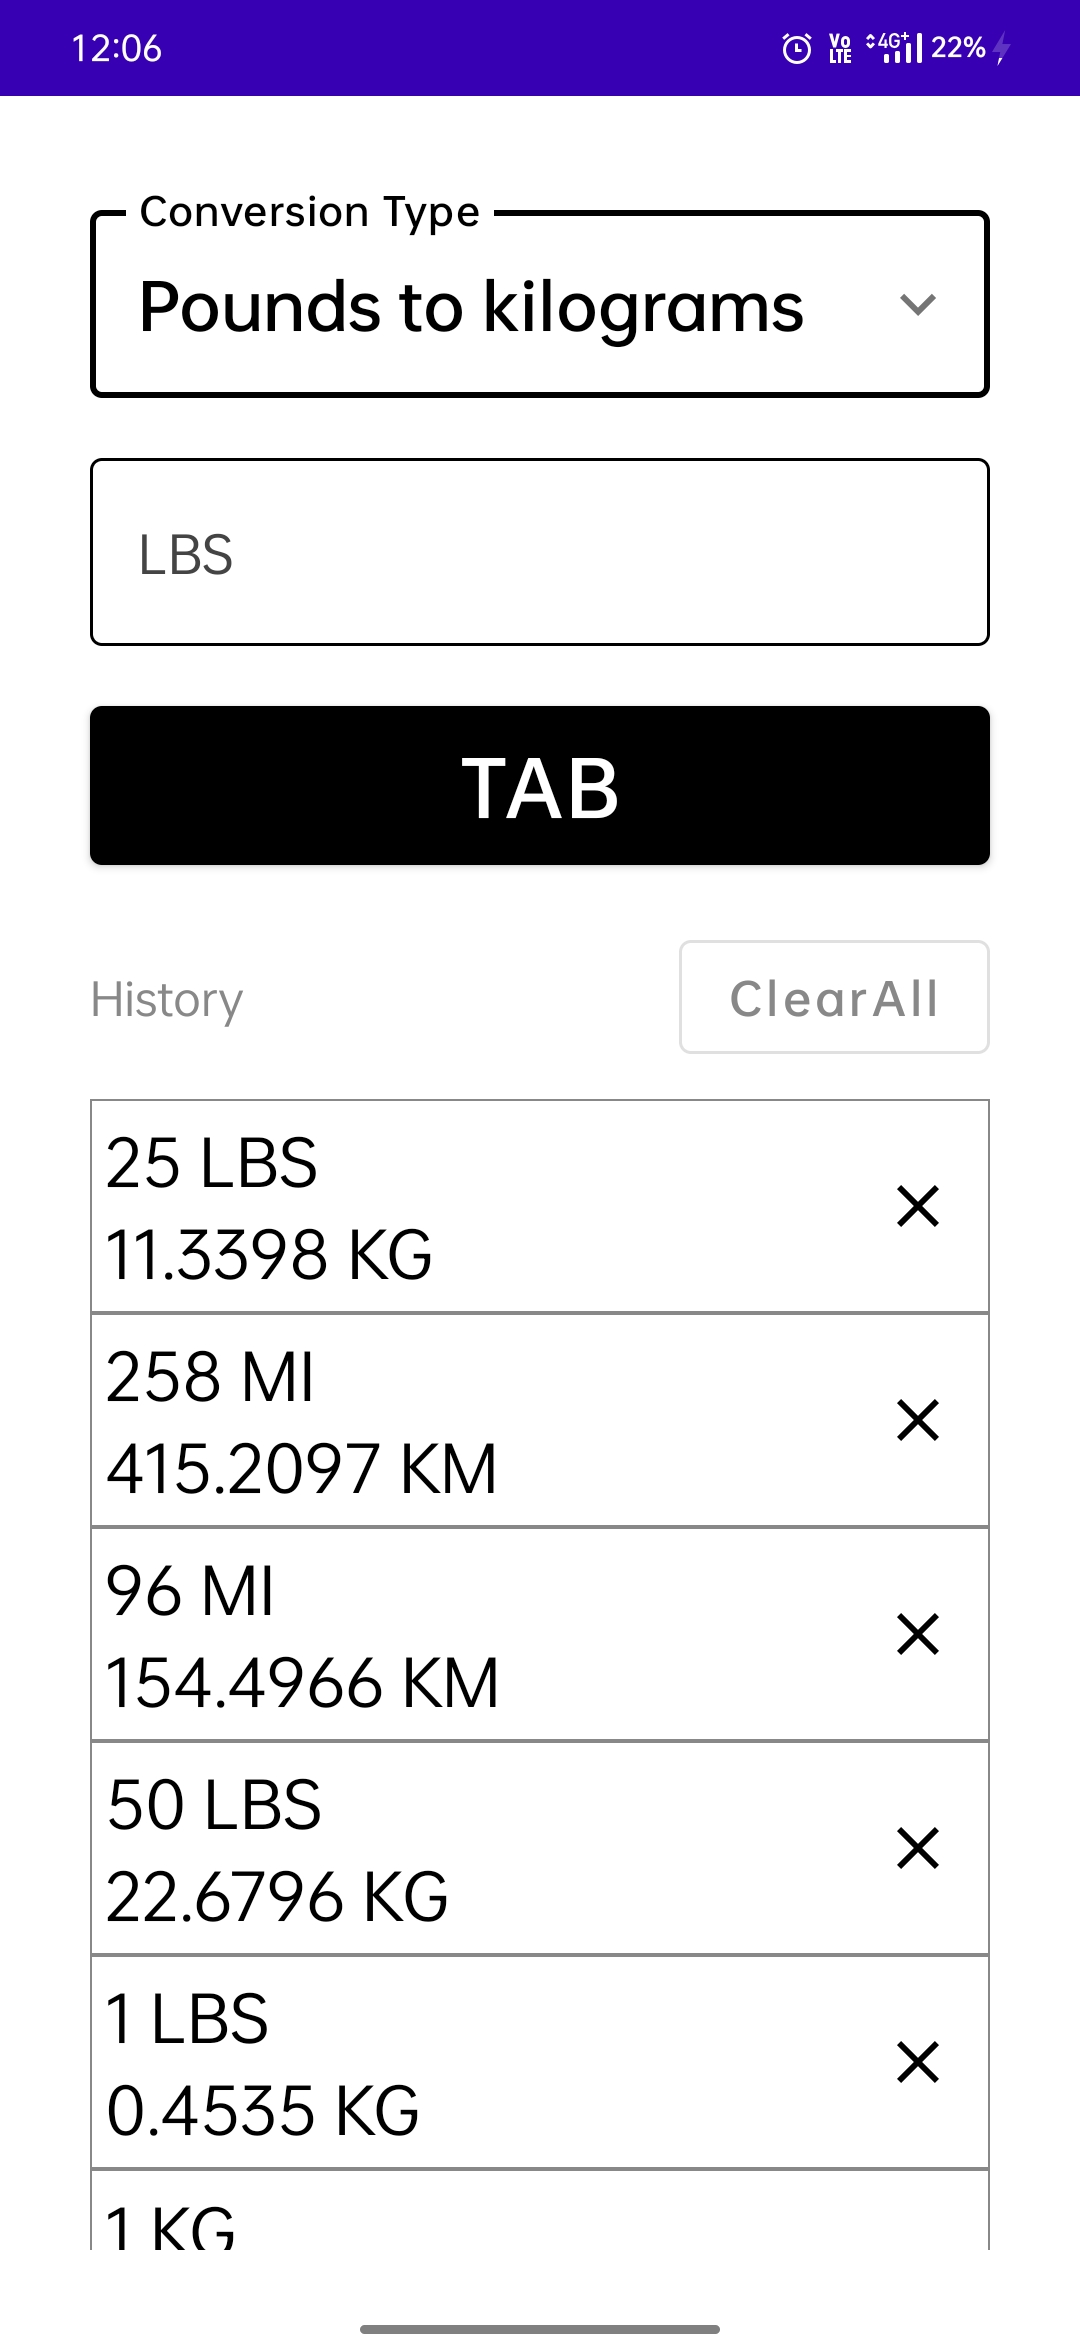 12:06
Vo LTE 4G+ 22%
Conversion Type
Pounds to kilograms
LBS
TAB
History
ClearAll
25 LBS
11.3398 KG
258 MI
415.2097 KM
96 MI
154.4966 KM
50 LBS
22.6796 KG
1 LBS
0.4535 KG
1 KG